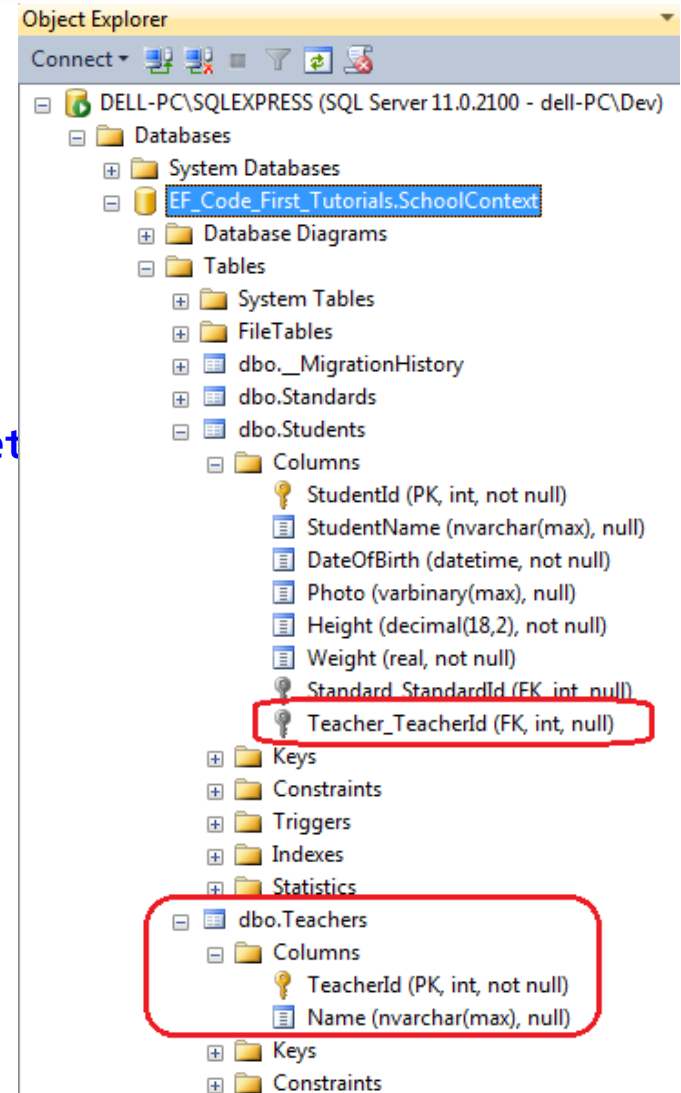 Object Explorer
Connect
DELL-PC\SQLEXPRESS (SQL Server 11.0.2100 - dell-PC\Dev)
Databases
System Databases
EF_Code_First_Tutorials.SchoolContext
Database Diagrams
Tables
System Tables
FileTables
dbo.__MigrationHistory
dbo.Standards
et
dbo.Students
Columns
StudentId (PK, int, not null)
StudentName (nvarchar(max), null)
DateOfBirth (datetime, not null)
Photo (varbinary(max), null)
Height (decimal(18,2), not null)
Weight (real, not null)
Standard_StandardId (FK, int, null)
Teacher_TeacherId (FK, int, null)
Keys
Constraints
Triggers
Indexes
Statistics
dbo.Teachers
Columns
TeacherId (PK, int, not null)
Name (nvarchar(max), null)
Keys
Constraints